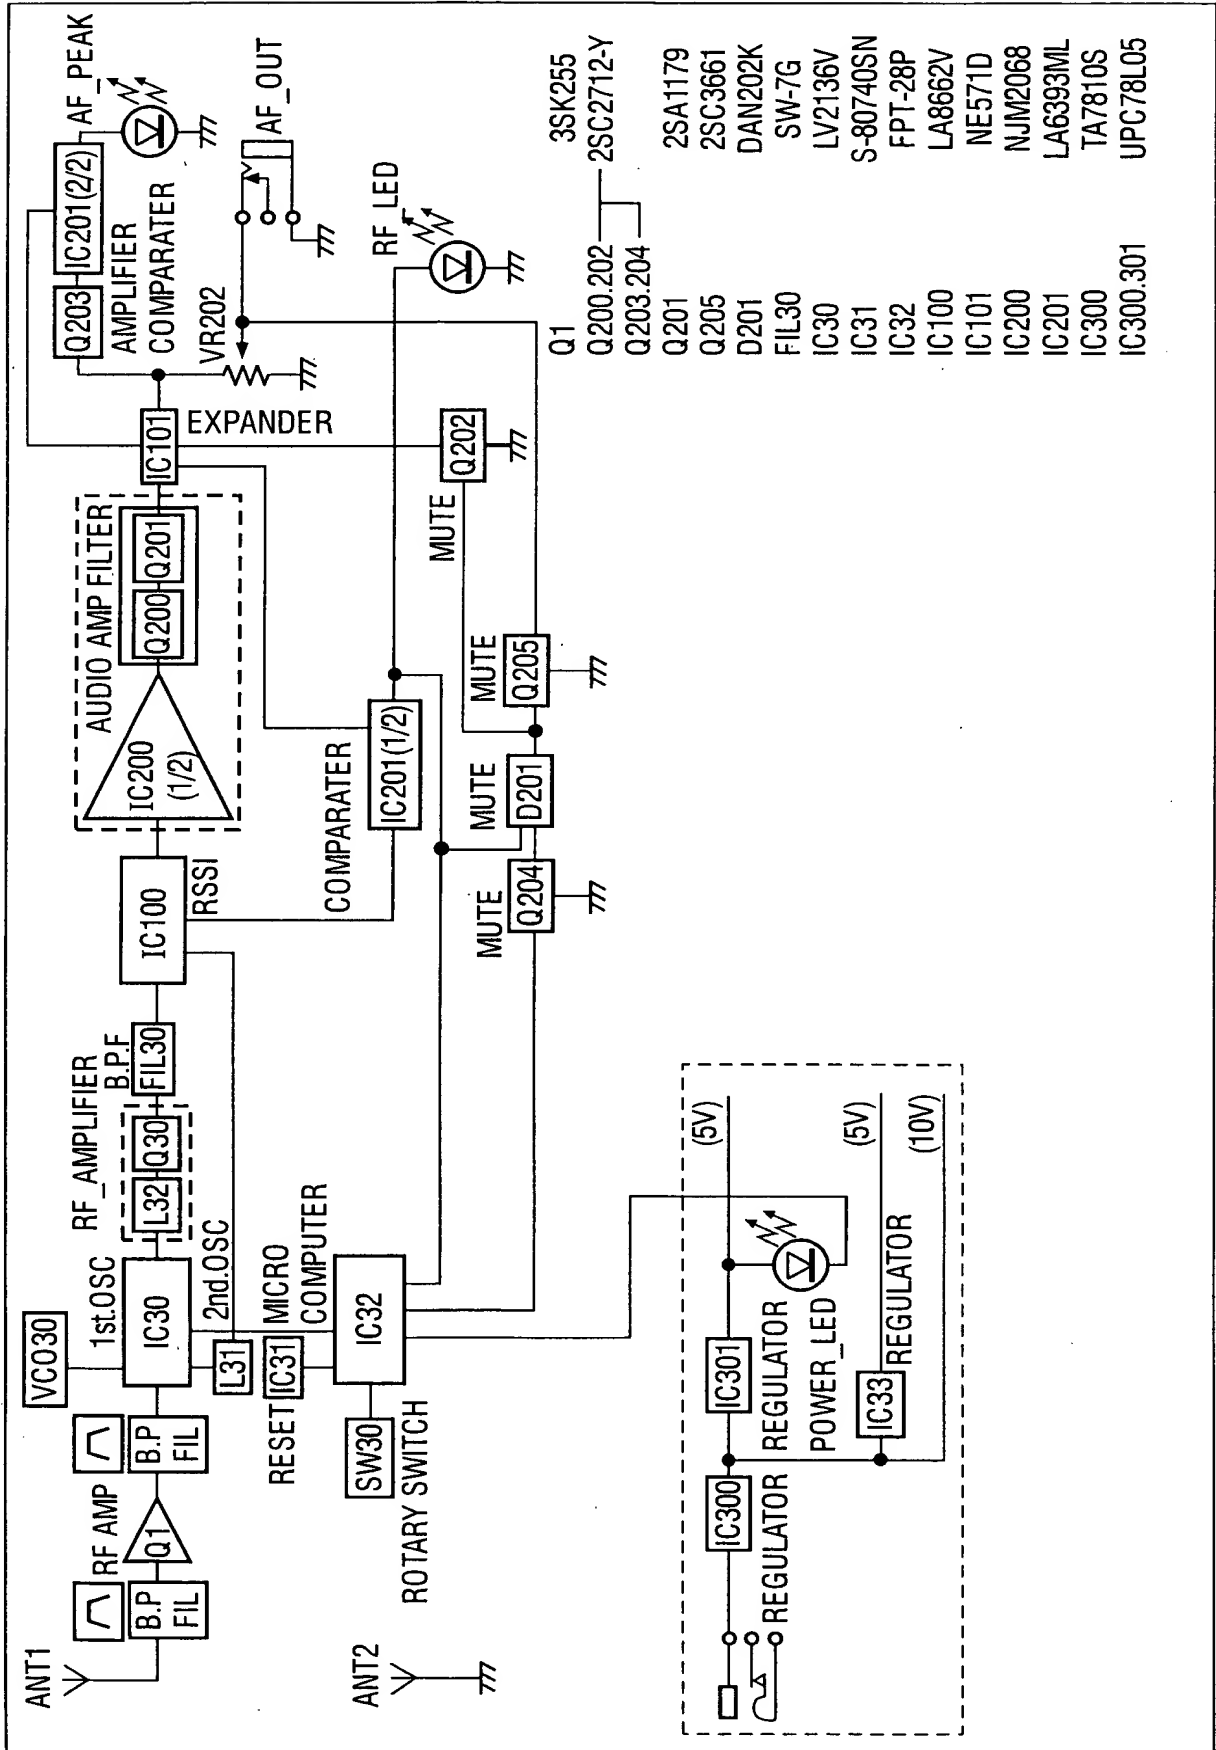 ANT1
B.P
FIL
RF AMP
Q1
B.P
FIL
VCO30
1st.OSC
IC30
2nd.OSC
L31
RF_AMPLIFIER
L32
Q30
B.P.F
FIL30
IC100
RSSI
AUDIO AMP FILTER
IC200
(1/2)
Q200
Q201
IC101
EXPANDER
Q203
IC201(2/2)
AMPLIFIER
COMPARATER
AF_PEAK
VR202
AF_OUT
ANT2
ROTARY SWITCH
SW30
RESET
IC31
MICRO
COMPUTER
IC32
COMPARATER
IC201(1/2)
RF_LED
MUTE
Q204
MUTE
D201
MUTE
Q205
MUTE
Q202
REGULATOR
IC300
REGULATOR
IC301
POWER_LED
IC33
REGULATOR
(5V)
(5V)
(10V)
Q1 3SK255
Q200.202 2SC2712-Y
Q203.204
Q201 2SA1179
Q205 2SC3661
D201 DAN202K
FIL30 SW-7G
IC30 LV2136V
IC31 S-80740SN
IC32 FPT-28P
IC100 LA8662V
IC101 NE571D
IC200 NJM2068
IC201 LA6393ML
IC300 TA7810S
IC300.301 UPC78L05